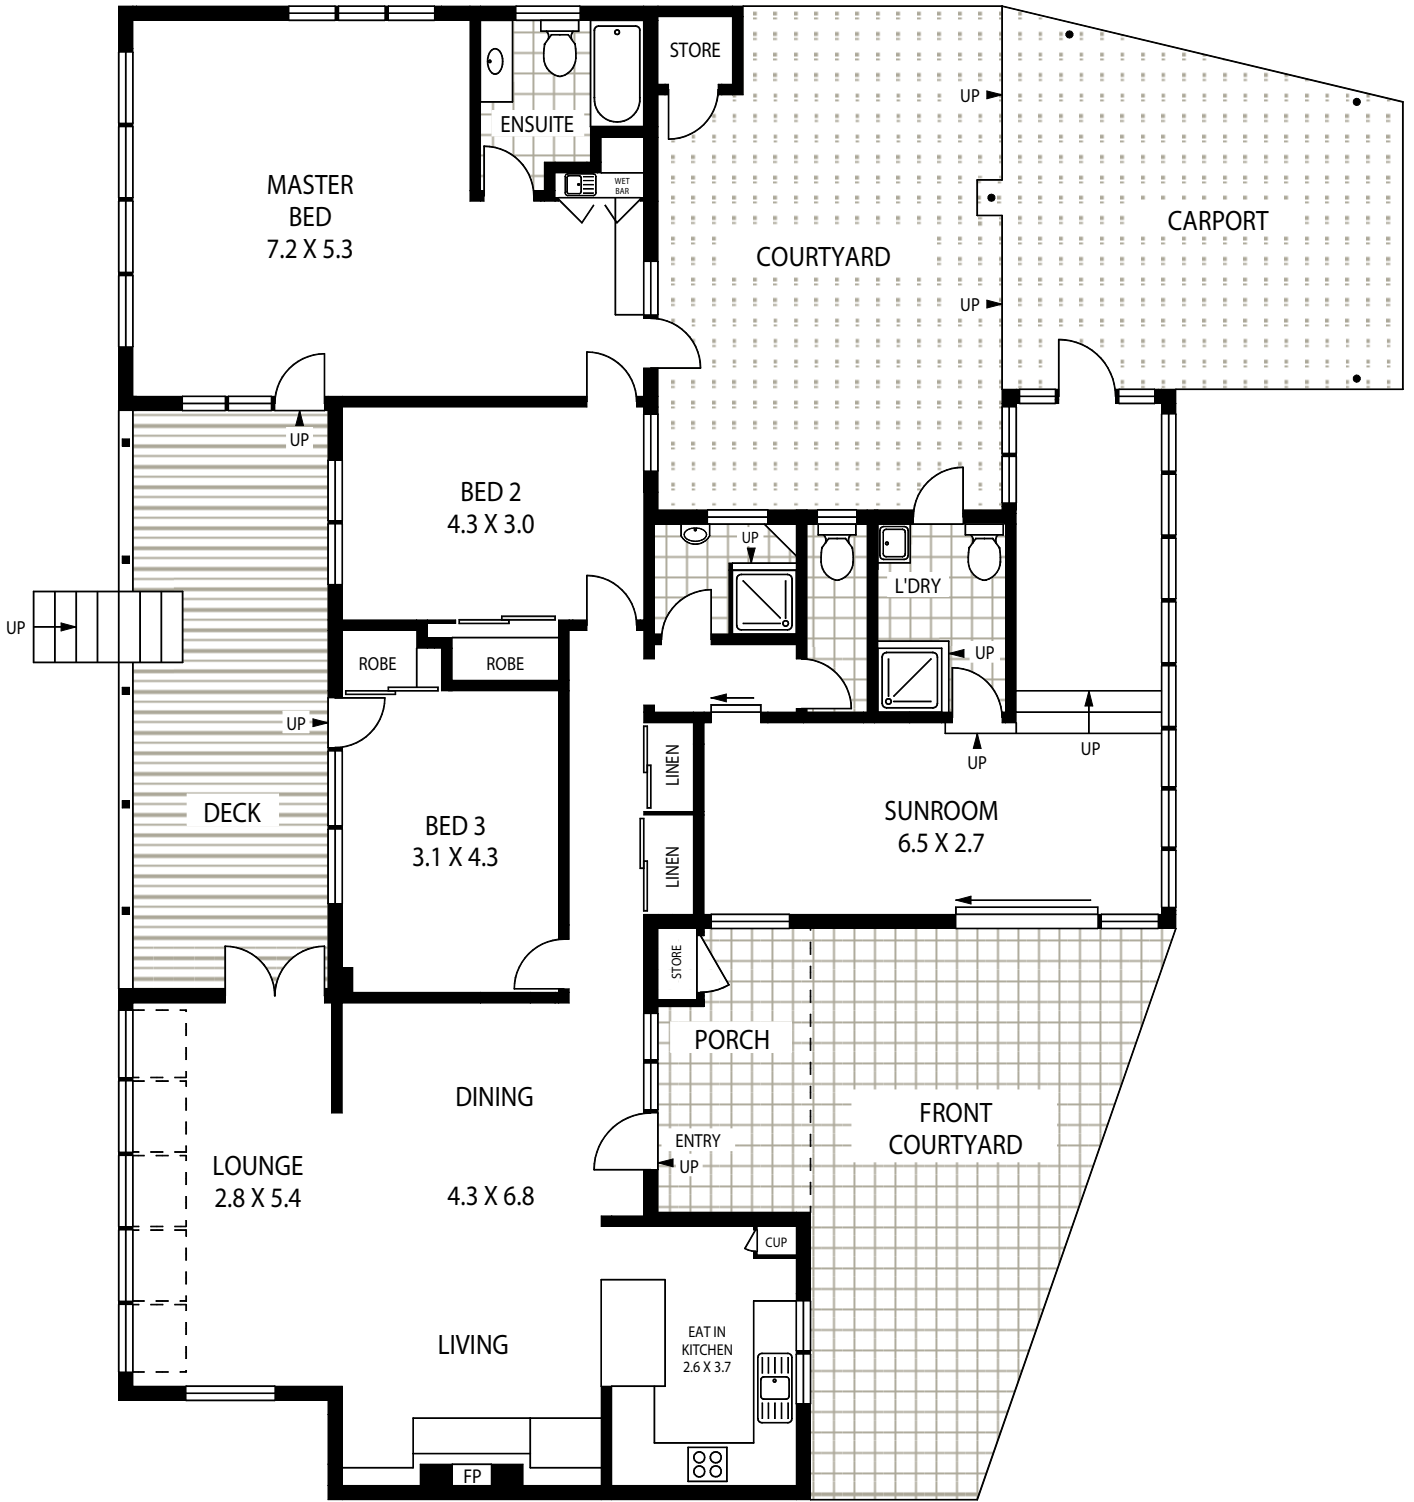 STORE
ENSUITE
UP
MASTER
BED
7.2 X 5.3
WET
BAR
CARPORT
COURTYARD
UP
UP
BED 2
4.3 X 3.0
UP
L'DRY
UP
ROBE
ROBE
UP
UP
UP
UP
LINEN
DECK
SUNROOM
6.5 X 2.7
BED 3
3.1 X 4.3
LINEN
STORE
PORCH
DINING
FRONT
COURTYARD
ENTRY
UP
LOUNGE
2.8 X 5.4
4.3 X 6.8
CUP
LIVING
EAT IN
KITCHEN
2.6 X 3.7
FP